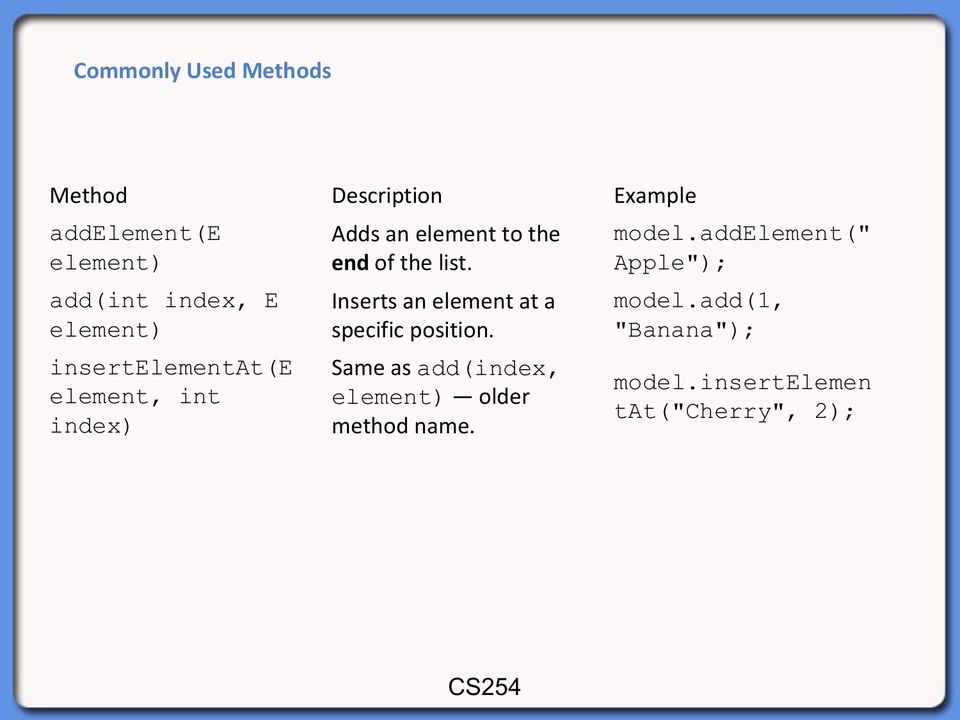 Commonly Used Methods
Method
Description
Example
addElement(E
element)
Adds an element to the
end of the list.
model.addElement("
Apple");
add(int index, E
element)
Inserts an element at a
specific position.
model.add(1,
"Banana");
insertElementAt(E
element, int
index)
Same as add(index,
element) — older
method name.
model.insertElemen
tAt("Cherry", 2);
CS254